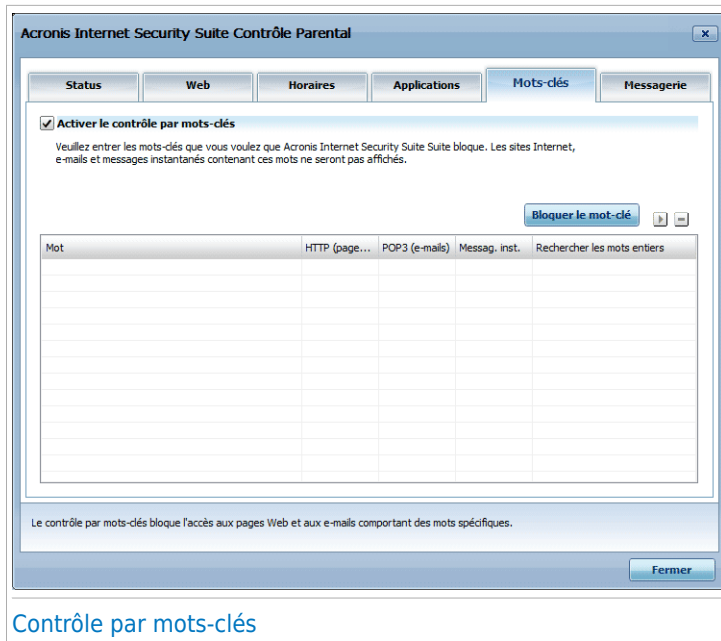 Acronis Internet Security Suite Contrôle Parental
Status Web Horaires Applications Mots-clés Messagerie
Activer le contrôle par mots-clés
Veuillez entrer les mots-clés que vous voulez que Acronis Internet Security Suite Suite bloque. Les sites Internet,
e-mails et messages instantanés contenant ces mots ne seront pas affichés.
Bloquer le mot-clé
Mot HTTP (page... POP3 (e-mails) Messag. inst. Rechercher les mots entiers
Le contrôle par mots-clés bloque l'accès aux pages Web et aux e-mails comportant des mots spécifiques.
Fermer
Contrôle par mots-clés